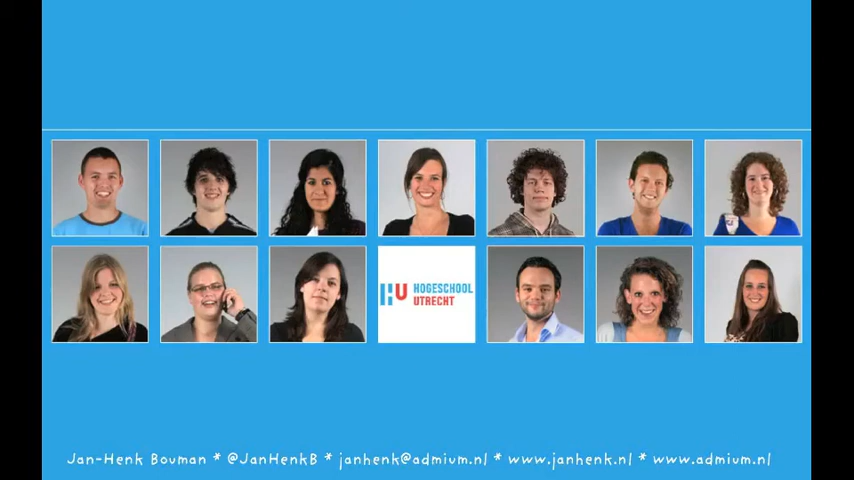 HOGESCHOOL
UTRECHT
Jan-Henk Bouman * @JanHenkB * janhenk@admium.nl * www.janhenk.nl * www.admium.nl